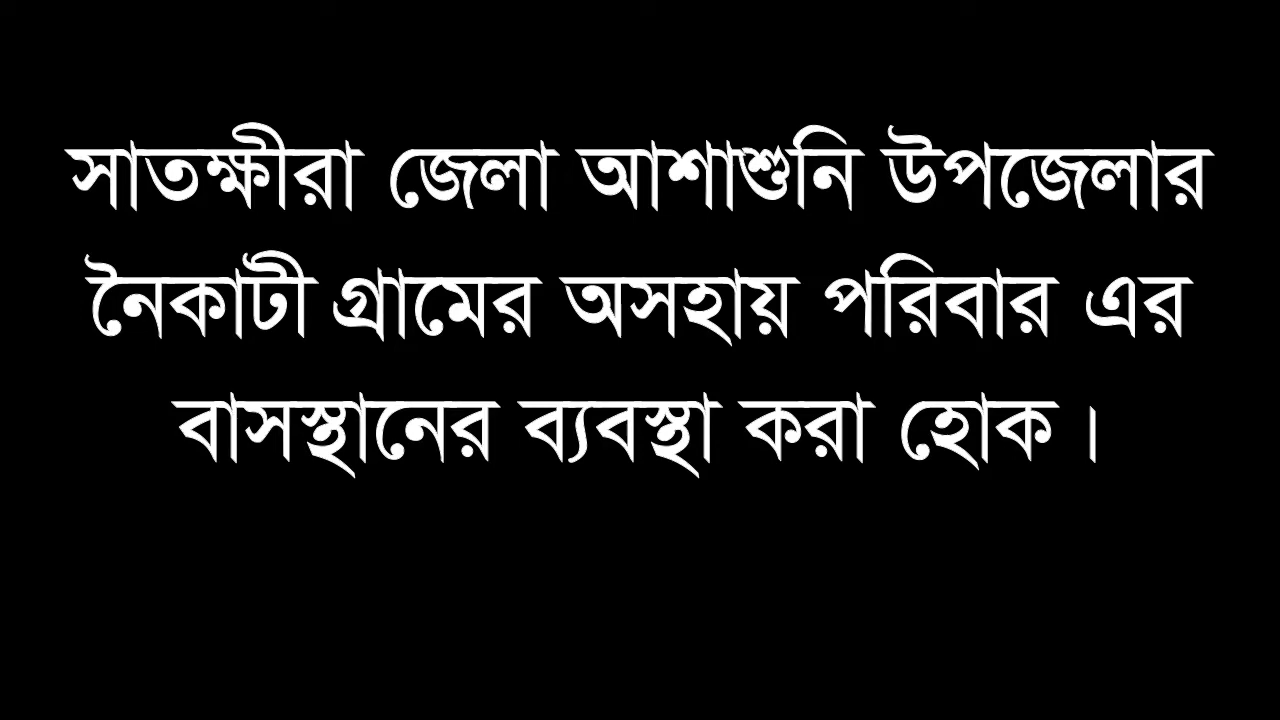 সাতক্ষীরা জেলা আশাশুনি উপজেলার
নৈকাটী গ্রামের অসহায় পরিবার এর
বাসস্থানের ব্যবস্থা করা হোক।